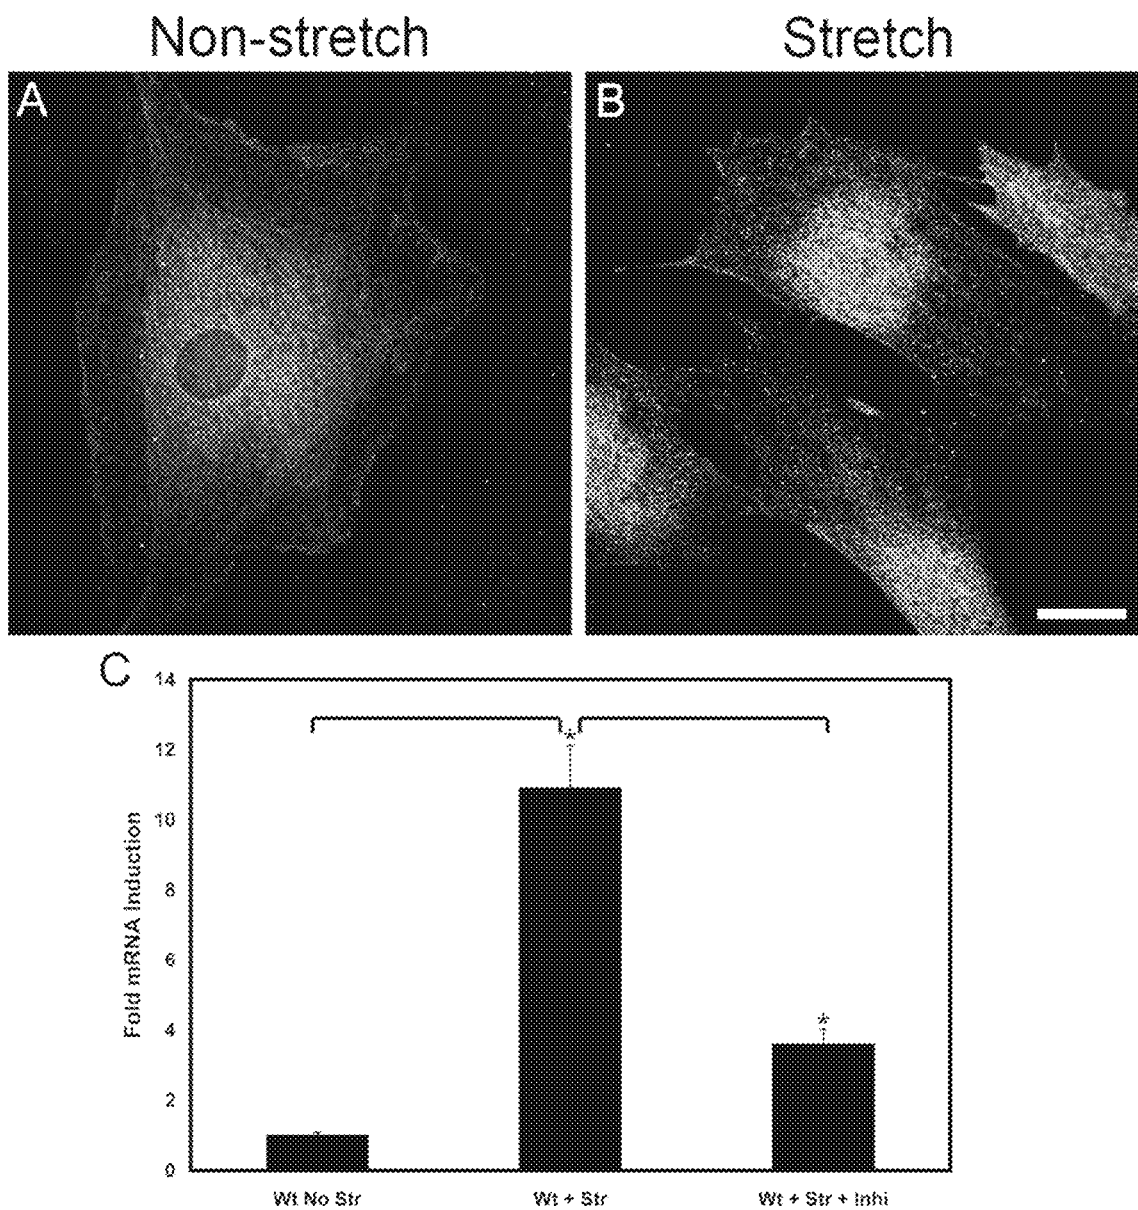 Non-stretch
Stretch
A
B
C
14
12
10
8
6
4
2
0
Fold mRNA Induction
*
*
Wt No Str
Wt + Str
Wt + Str + Inhi